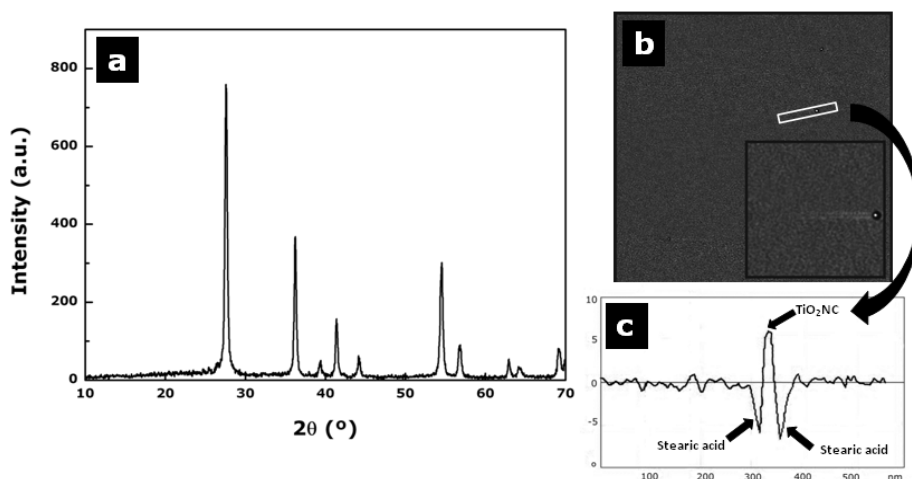 a
Intensity (a.u.)
800
600
400
200
0
10 20 30 40 50 60 70
2θ (º)
b
c
10
5
0
-5
0
TiO₂NC
Stearic acid
Stearic acid
100 200 300 400 500 nm